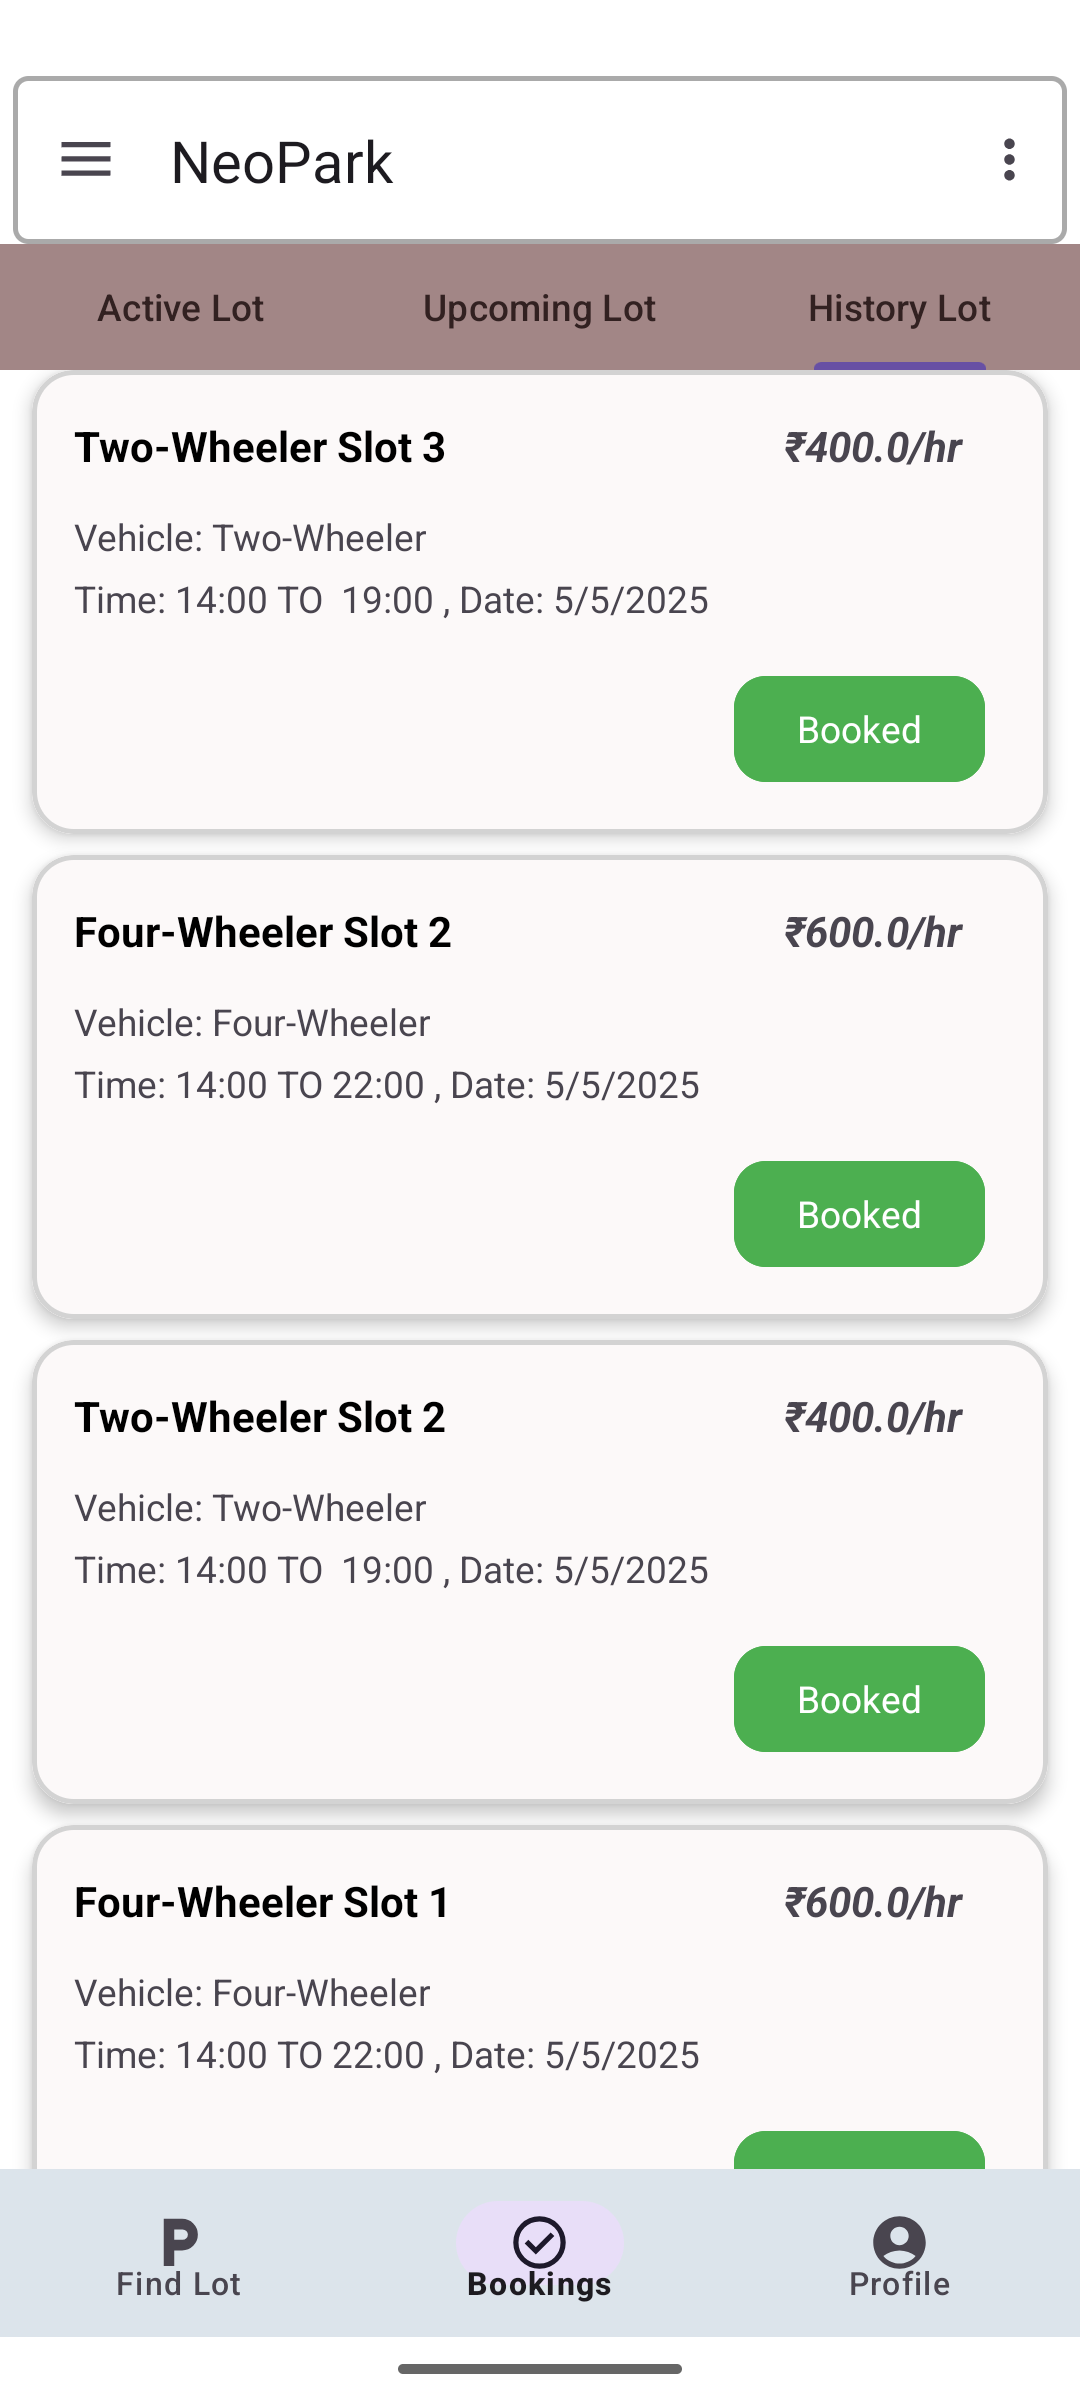 NeoPark
Active Lot Upcoming Lot History Lot
Two-Wheeler Slot 3 ₹400.0/hr
Vehicle: Two-Wheeler
Time: 14:00 TO  19:00 , Date: 5/5/2025
Booked
Four-Wheeler Slot 2 ₹600.0/hr
Vehicle: Four-Wheeler
Time: 14:00 TO 22:00 , Date: 5/5/2025
Booked
Two-Wheeler Slot 2 ₹400.0/hr
Vehicle: Two-Wheeler
Time: 14:00 TO  19:00 , Date: 5/5/2025
Booked
Four-Wheeler Slot 1 ₹600.0/hr
Vehicle: Four-Wheeler
Time: 14:00 TO 22:00 , Date: 5/5/2025
Find Lot Bookings Profile